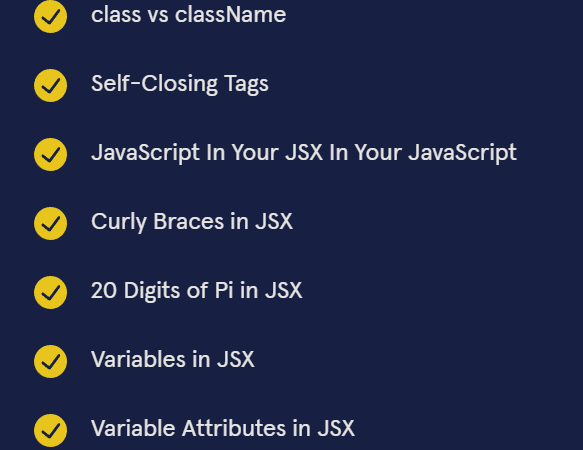 class vs className
Self-Closing Tags
JavaScript In Your JSX In Your JavaScript
Curly Braces in JSX
20 Digits of Pi in JSX
Variables in JSX
Variable Attributes in JSX